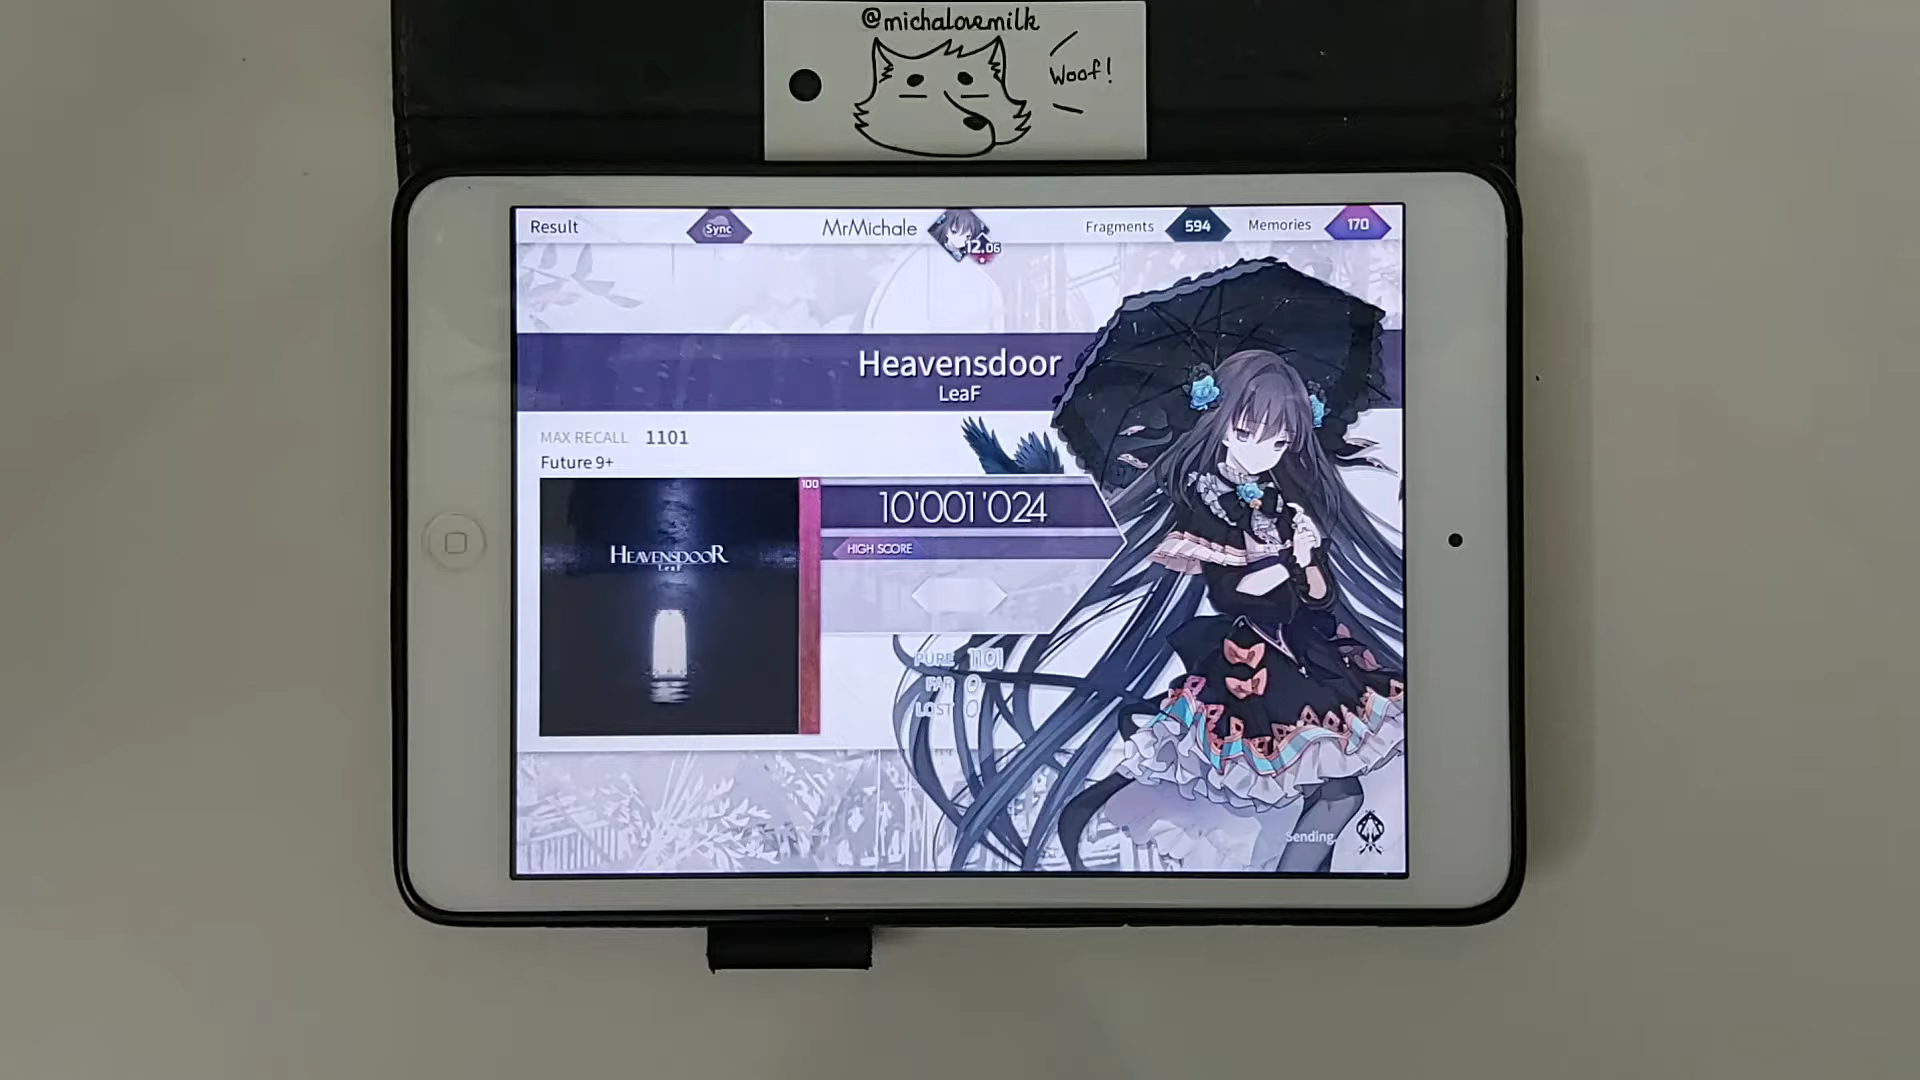 @michalovemilk
Woof!
Result
Sync
MrMichale
12.06
Fragments 594
Memories 170
Heavensdoor
LeaF
MAX RECALL 1101
Future 9+
100
10'001'024
HIGH SCORE
HEAVENSDOOR
LeaF
PURE 1101
FAR 0
LOST 0
Sending